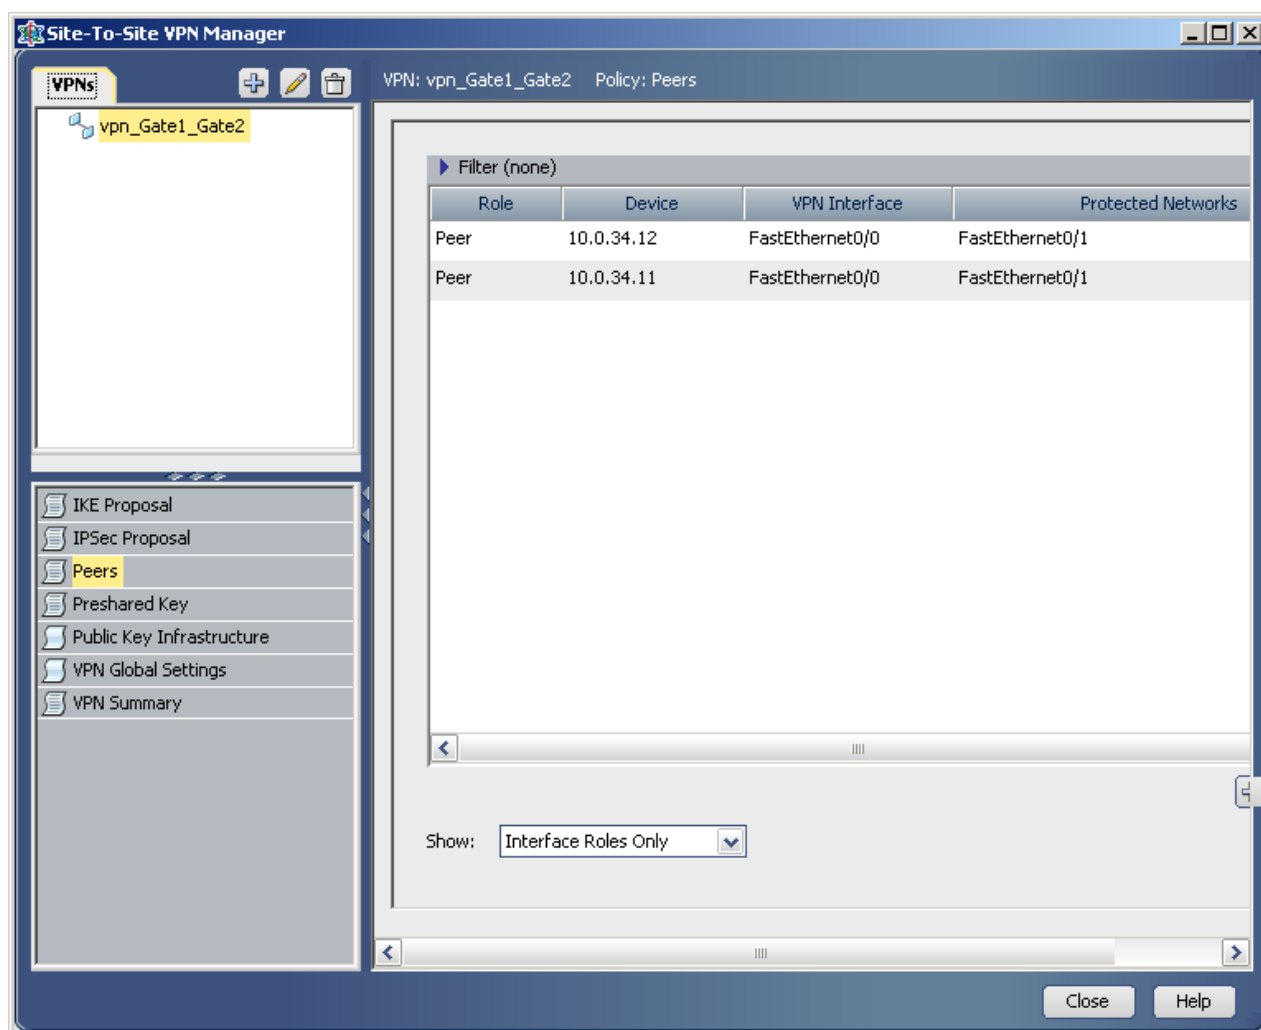 Site-To-Site VPN Manager
VPNs
VPN: vpn_Gate1_Gate2 Policy: Peers
vpn_Gate1_Gate2
Filter (none)
Role Device VPN Interface Protected Networks
Peer 10.0.34.12 FastEthernet0/0 FastEthernet0/1
Peer 10.0.34.11 FastEthernet0/0 FastEthernet0/1
IKE Proposal
IPSec Proposal
Peers
Preshared Key
Public Key Infrastructure
VPN Global Settings
VPN Summary
Show: Interface Roles Only
Close Help